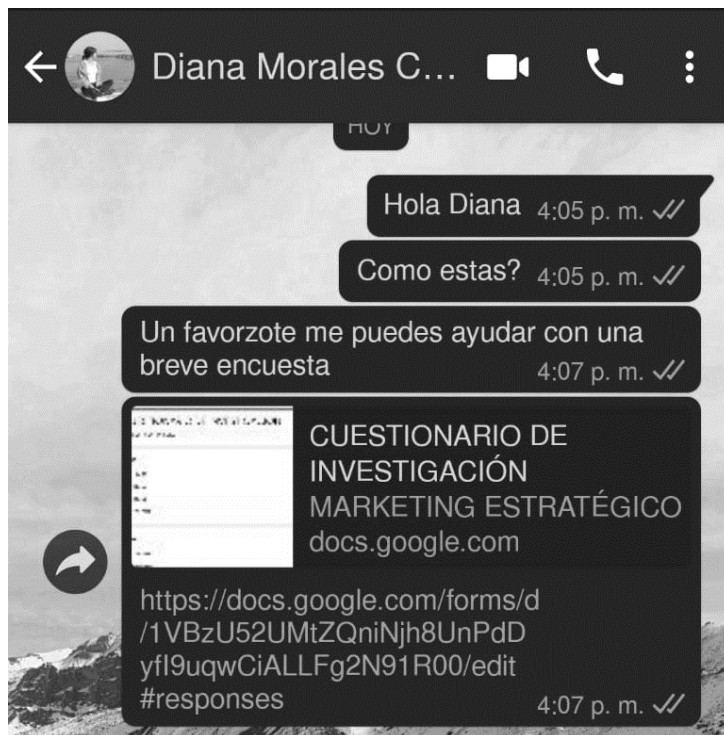 Diana Morales C...
HOY
Hola Diana 4:05 p. m.
Como estas? 4:05 p. m.
Un favorzote me puedes ayudar con una
breve encuesta 4:07 p. m.
CUESTIONARIO DE
INVESTIGACIÓN
MARKETING ESTRATÉGICO
docs.google.com
https://docs.google.com/forms/d
/1VBzU52UMtZQniNjh8UnPdD
yfI9uqwCiALLFg2N91R00/edit
#responses 4:07 p. m.